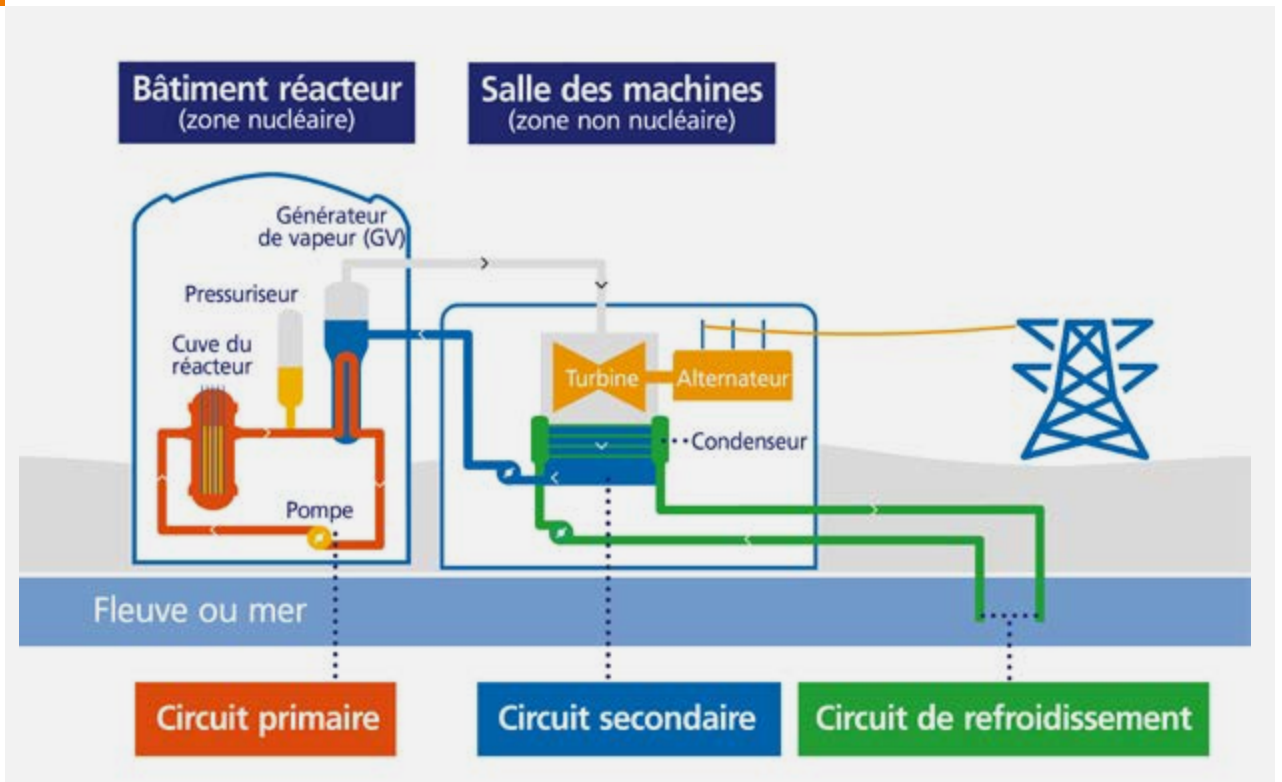 Bâtiment réacteur
(zone nucléaire)
Salle des machines
(zone non nucléaire)
Générateur
de vapeur (GV)
Pressuriseur
Cuve du
réacteur
Turbine
Alternateur
Condenseur
Pompe
Fleuve ou mer
Circuit primaire
Circuit secondaire
Circuit de refroidissement